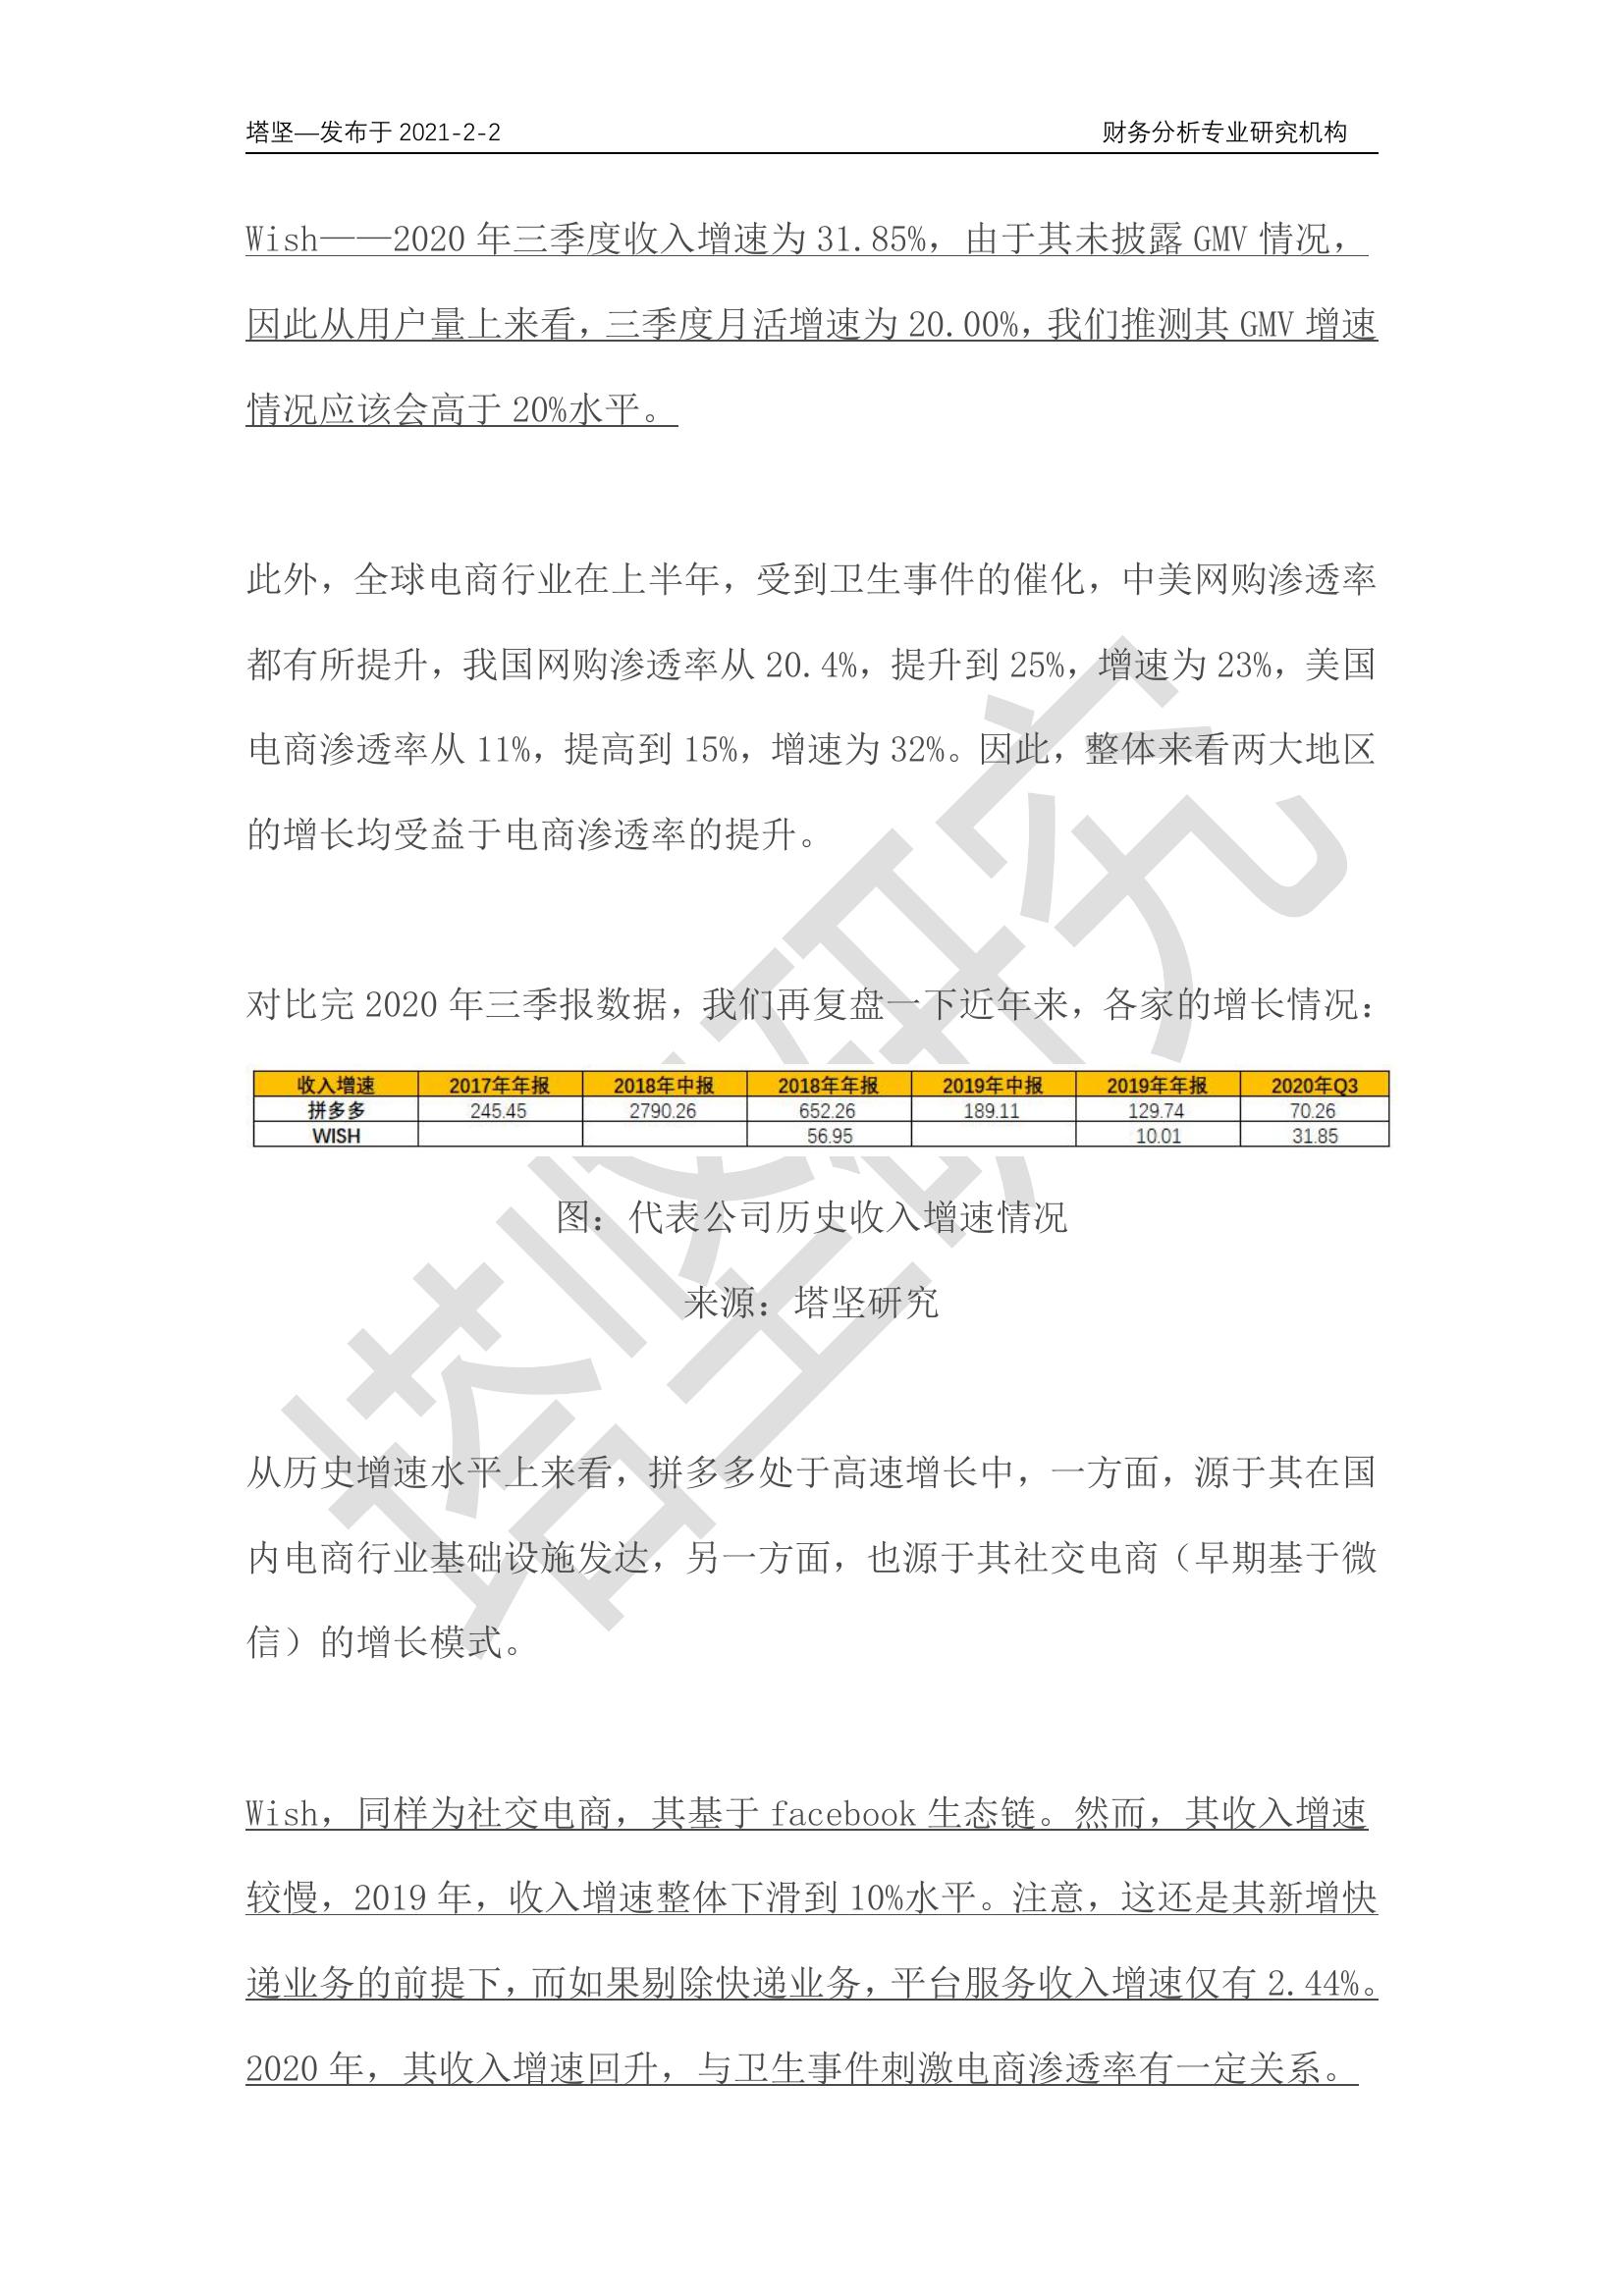 塔坚—发布于 2021-2-2 财务分析专业研究机构
Wish——2020 年三季度收入增速为 31.85%，由于其未披露 GMV 情况，
因此从用户量上来看，三季度月活增速为 20.00%，我们推测其 GMV 增速
情况应该会高于 20%水平。
此外，全球电商行业在上半年，受到卫生事件的催化，中美网购渗透率
都有所提升，我国网购渗透率从 20.4%，提升到 25%，增速为 23%，美国
电商渗透率从 11%，提高到 15%，增速为 32%。因此，整体来看两大地区
的增长均受益于电商渗透率的提升。
对比完 2020 年三季报数据，我们再复盘一下近年来，各家的增长情况：
收入增速 2017年年报 2018年中报 2018年年报 2019年中报 2019年年报 2020年Q3
拼多多 245.45 2790.26 652.26 189.11 129.74 70.26
WISH 56.95 10.01 31.85
图：代表公司历史收入增速情况
来源：塔坚研究
从历史增速水平上来看，拼多多处于高速增长中，一方面，源于其在国
内电商行业基础设施发达，另一方面，也源于其社交电商（早期基于微
信）的增长模式。
Wish，同样为社交电商，其基于 facebook 生态链。然而，其收入增速
较慢，2019 年，收入增速整体下滑到 10%水平。注意，这还是其新增快
递业务的前提下，而如果剔除快递业务，平台服务收入增速仅有 2.44%。
2020 年，其收入增速回升，与卫生事件刺激电商渗透率有一定关系。
塔坚研究